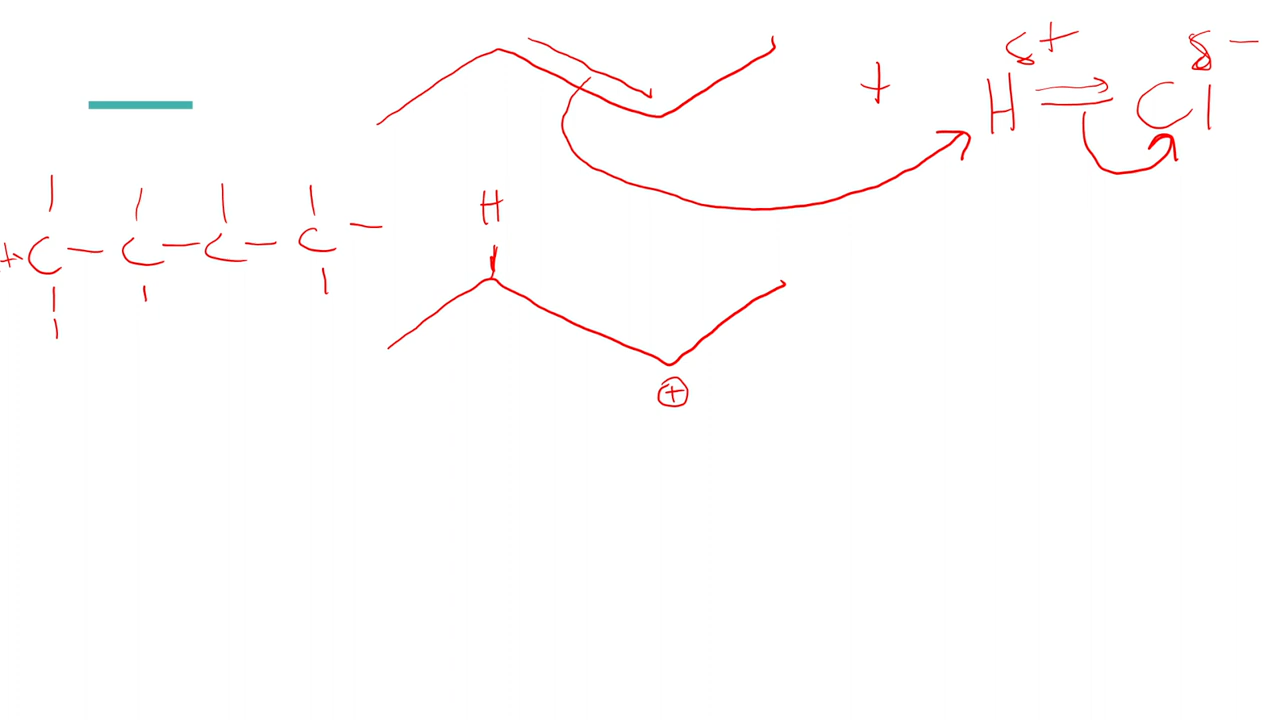 δ+ δ-
+ H Cl
H
+ C - C - C - C -
+